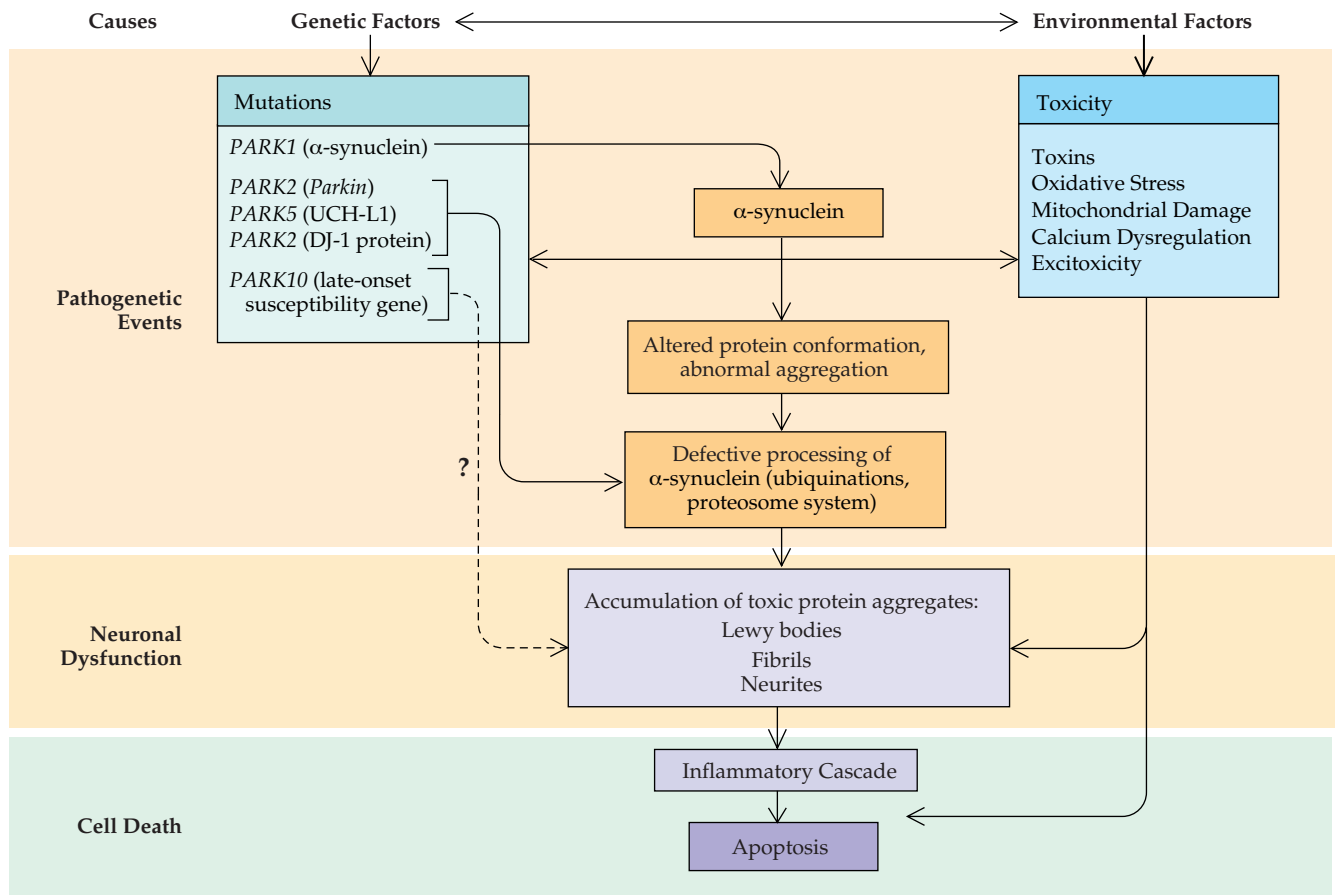 Causes
Genetic Factors
Environmental Factors
Mutations
PARK1 (α-synuclein)
PARK2 (Parkin)
PARK5 (UCH-L1)
PARK2 (DJ-1 protein)
PARK10 (late-onset
susceptibility gene)
Toxicity
Toxins
Oxidative Stress
Mitochondrial Damage
Calcium Dysregulation
Excitoxicity
α-synuclein
Pathogenetic
Events
Altered protein conformation,
abnormal aggregation
Defective processing of
α-synuclein (ubiquinations,
proteosome system)
?
Neuronal
Dysfunction
Accumulation of toxic protein aggregates:
Lewy bodies
Fibrils
Neurites
Cell Death
Inflammatory Cascade
Apoptosis